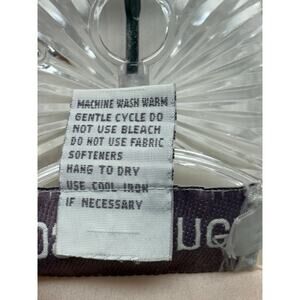 MACHINE WASH WARM
GENTLE CYCLE DO
NOT USE BLEACH
DO NOT USE FABRIC
SOFTENERS
HANG TO DRY
USE COOL IRON
IF NECESSARY
UG